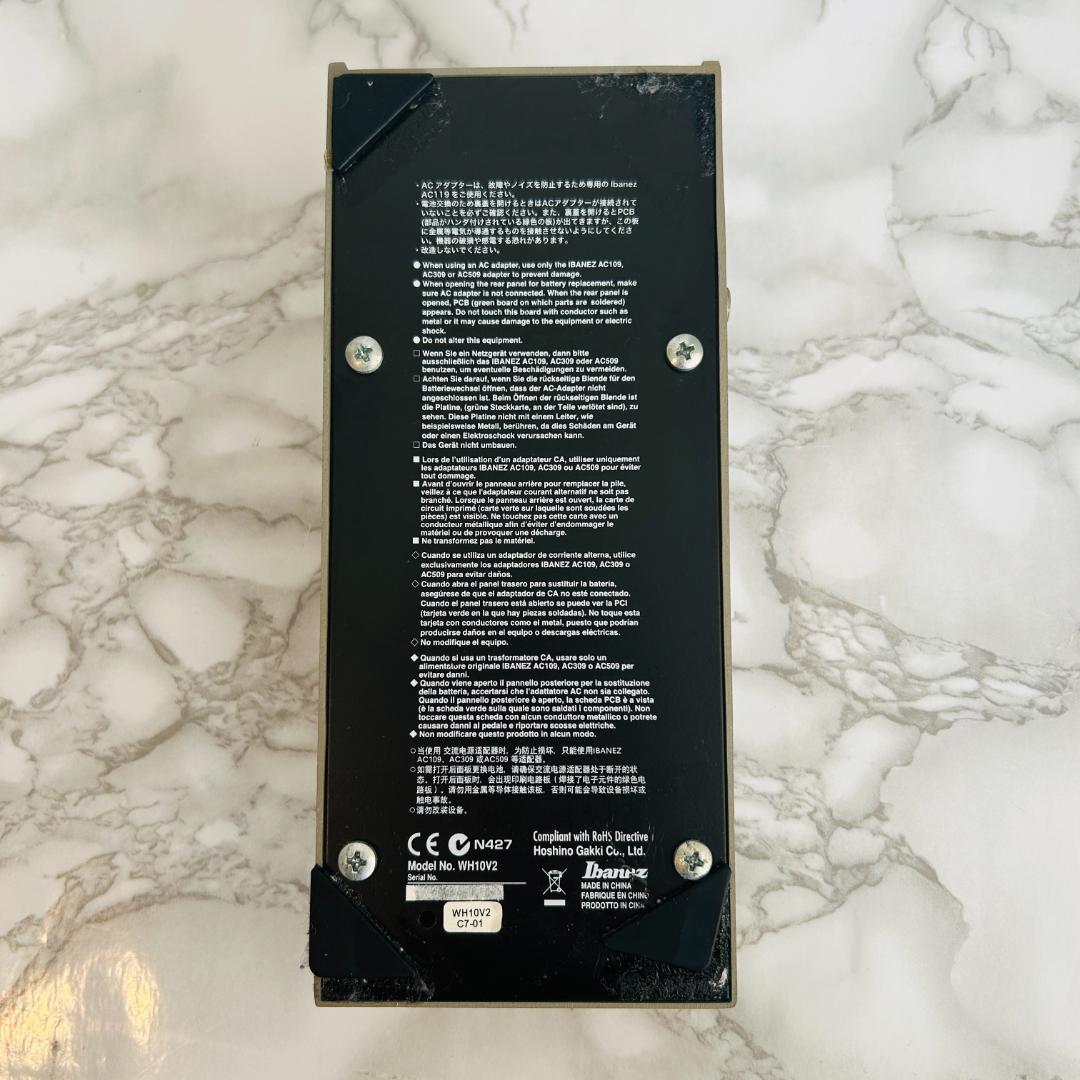 ・AC アダプターは、故障やノイズを防止するため専用の Ibanez
AC119 をご使用ください。
・電池交換のため裏蓋を開けるときはACアダプターが接続されて
いないことを必ずご確認ください。また、裏蓋を開けるとPCB
(部品がハンダ付けされている緑色の板)が出てきますが、この板
に金属等電気が導通するものを接触させないようにしてくださ
い。機器の破損や感電する恐れがあります。
・改造しないでください。
● When using an AC adapter, use only the IBANEZ AC109,
AC309 or AC509 adapter to prevent damage.
● When opening the rear panel for battery replacement, make
sure AC adapter is not connected. When the rear panel is
opened, PCB (green board on which parts are soldered)
appears. Do not touch this board with conductor such as
metal or it may cause damage to the equipment or electric
shock.
● Do not alter this equipment.
□ Wenn Sie ein Netzgerät verwenden, dann bitte
ausschließlich das IBANEZ AC109, AC309 oder AC509
benutzen, um eventuelle Beschädigungen zu vermeiden.
□ Achten Sie darauf, wenn Sie die rückseitige Blende für den
Batteriewechsel öffnen, dass der AC-Adapter nicht
angeschlossen ist. Beim Öffnen der rückseitigen Blende ist
die Platine, (grüne Steckkarte, an der Teile verlötet sind), zu
sehen. Diese Platine nicht mit einem Leiter, wie
beispielsweise Metall, berühren, da dies Schäden am Gerät
oder einen Elektroschock verursachen kann.
□ Das Gerät nicht umbauen.
■ Lors de l'utilisation d'un adaptateur CA, utiliser uniquement
les adaptateurs IBANEZ AC109, AC309 ou AC509 pour éviter
tout dommage.
■ Avant d'ouvrir le panneau arrière pour remplacer la pile,
veillez à ce que l'adaptateur courant alternatif ne soit pas
branché. Lorsque le panneau arrière est ouvert, la carte de
circuit imprimé (carte verte sur laquelle sont soudées les
pièces) est visible. Ne touchez pas cette carte avec un
conducteur métallique afin d'éviter d'endommager le
matériel ou de provoquer une décharge.
■ Ne transformez pas le matériel.
◇ Cuando se utiliza un adaptador de corriente alterna, utilice
exclusivamente los adaptadores IBANEZ AC109, AC309 o
AC509 para evitar daños.
◇ Cuando abra el panel trasero para sustituir la batería,
asegúrese de que el adaptador de CA no esté conectado.
Cuando el panel trasero está abierto se puede ver la PCI
(tarjeta verde en la que hay piezas soldadas). No toque esta
tarjeta con conductores como el metal, puesto que podrían
producirse daños en el equipo o descargas eléctricas.
◇ No modifique el equipo.
◆ Quando si usa un trasformatore CA, usare solo un
alimentatore originale IBANEZ AC109, AC309 o AC509 per
evitare danni.
◆ Quando viene aperto il pannello posteriore per la sostituzione
della batteria, accertarsi che l'adattatore AC non sia collegato.
Quando il pannello posteriore è aperto, la scheda PCB è a vista
(è la scheda verde sulla quale sono saldati i componenti). Non
toccare questa scheda con alcun conduttore metallico o potrete
causare danni al pedale e riportare scosse elettriche.
◆ Non modificare questo prodotto in alcun modo.
○当使用 交流电源适配器时，为防止损坏，只能使用IBANEZ
AC109、AC309 或AC509 等适配器。
○如需打开后面板更换电池，请确保交流电源适配器处于断开的状
态。打开后面板时，会出现印刷电路板（焊接了电子元件的绿色电
路板）。请勿用金属等导体接触该板，否则可能会导致设备损坏或
触电事故。
○请勿改装设备。
CE N427
Compliant with RoHS Directive
Hoshino Gakki Co., Ltd.
Model No. WH10V2
Serial No.
Ibanez
MADE IN CHINA
FABRIQUE EN CHINE
PRODOTTO IN CINA
WH10V2
C7-01